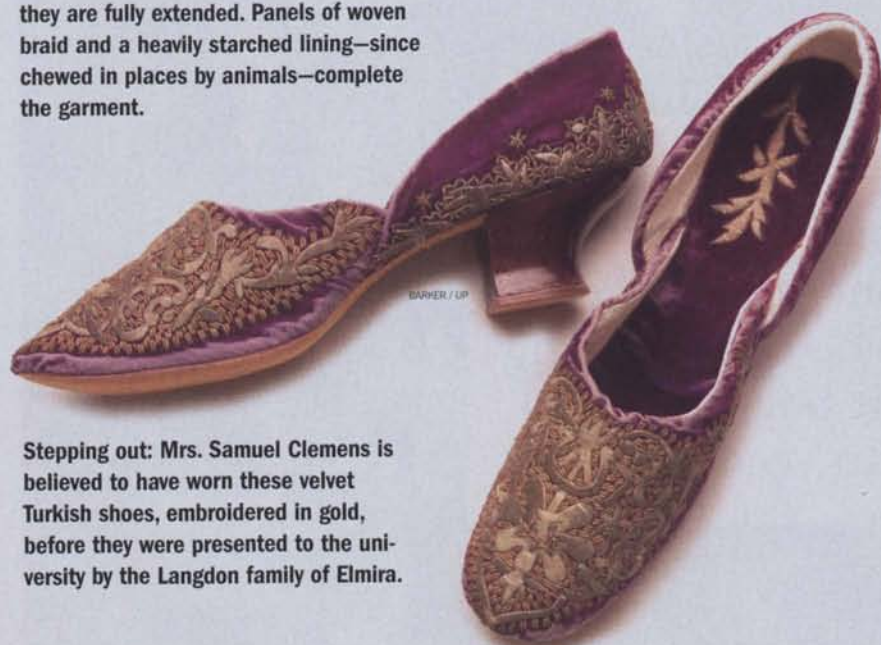 they are fully extended. Panels of woven
braid and a heavily starched lining—since
chewed in places by animals—complete
the garment.
BARKER / UP
Stepping out: Mrs. Samuel Clemens is
believed to have worn these velvet
Turkish shoes, embroidered in gold,
before they were presented to the uni-
versity by the Langdon family of Elmira.